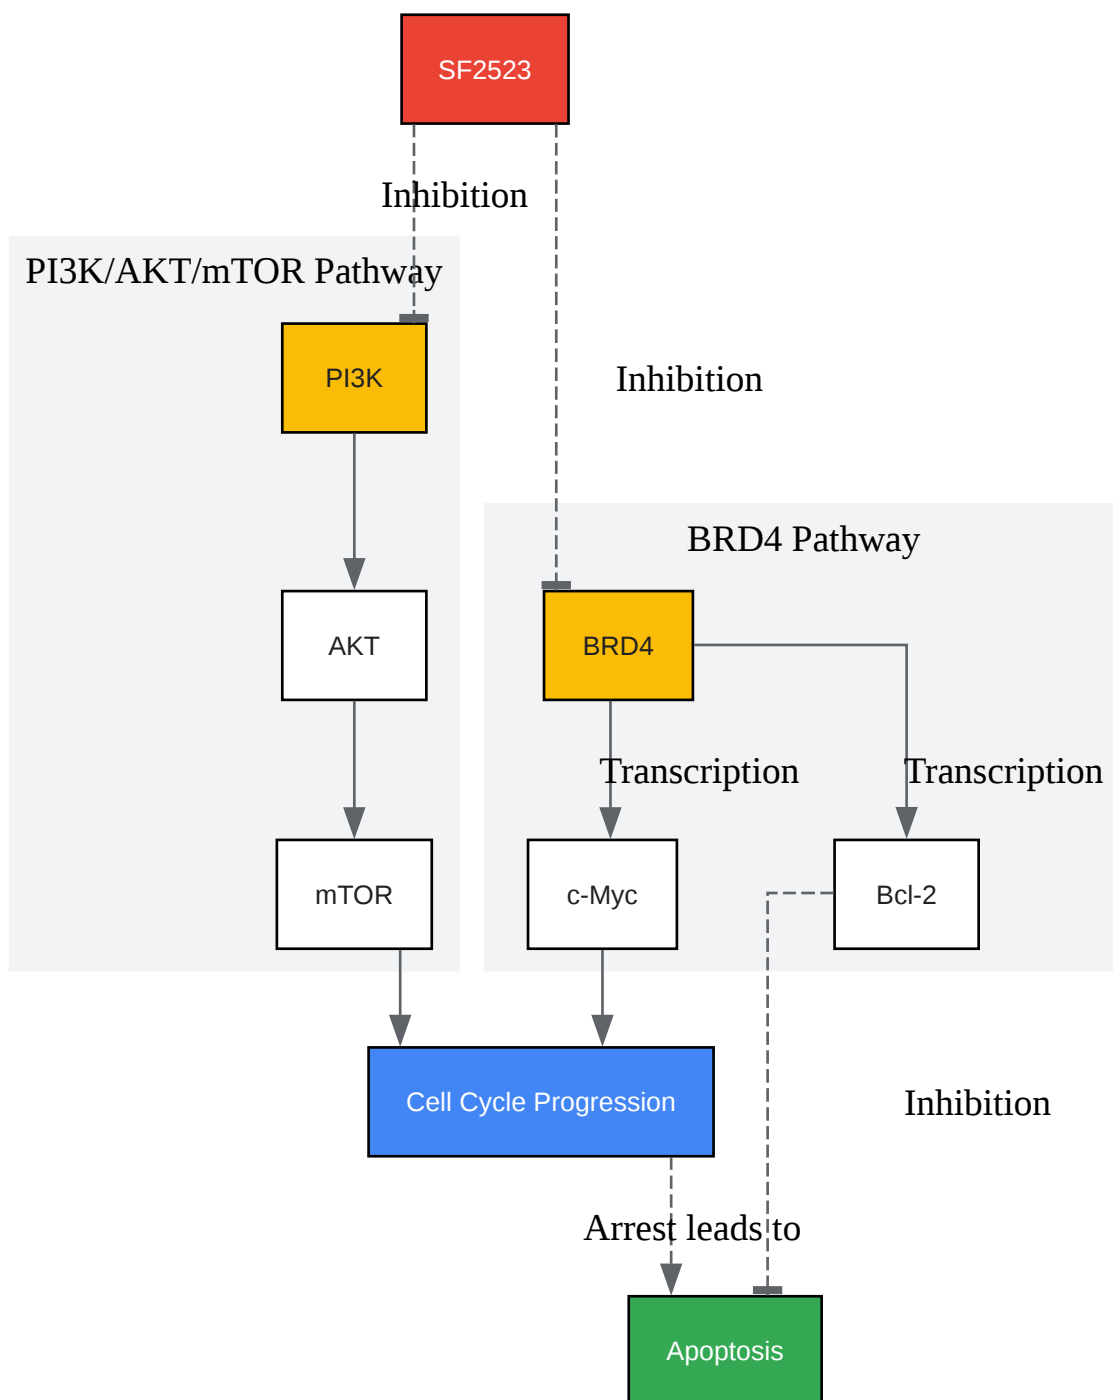 SF2523
Inhibition
PI3K/AKT/mTOR Pathway
PI3K
Inhibition
BRD4 Pathway
AKT
BRD4
Transcription
Transcription
mTOR
c-Myc
Bcl-2
Cell Cycle Progression
Inhibition
Arrest leads to
Apoptosis